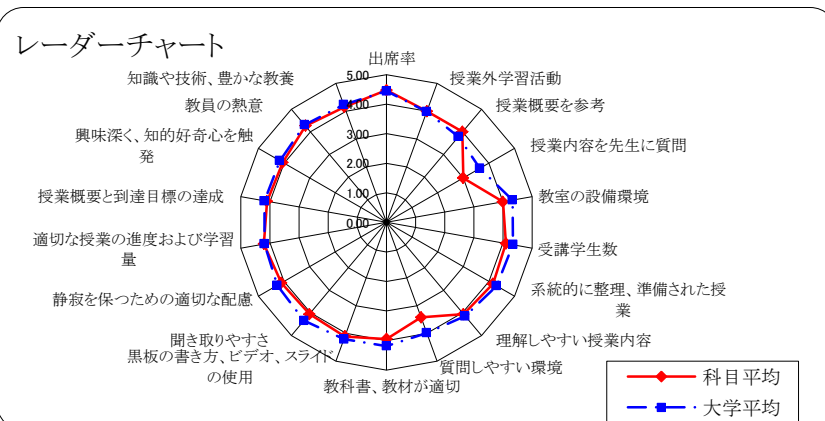 レーダーチャート
出席率
授業外学習活動
授業概要を参考
授業内容を先生に質問
教室の設備環境
受講学生数
系統的に整理、準備された授
業
理解しやすい授業内容
質問しやすい環境
教科書、教材が適切
黒板の書き方、ビデオ、スライド
の使用
聞き取りやすさ
静寂を保つための適切な配慮
適切な授業の進度および学習
量
授業概要と到達目標の達成
興味深く、知的好奇心を触
発
教員の熱意
知識や技術、豊かな教養
5.00
4.00
3.00
2.00
1.00
0.00
科目平均
大学平均